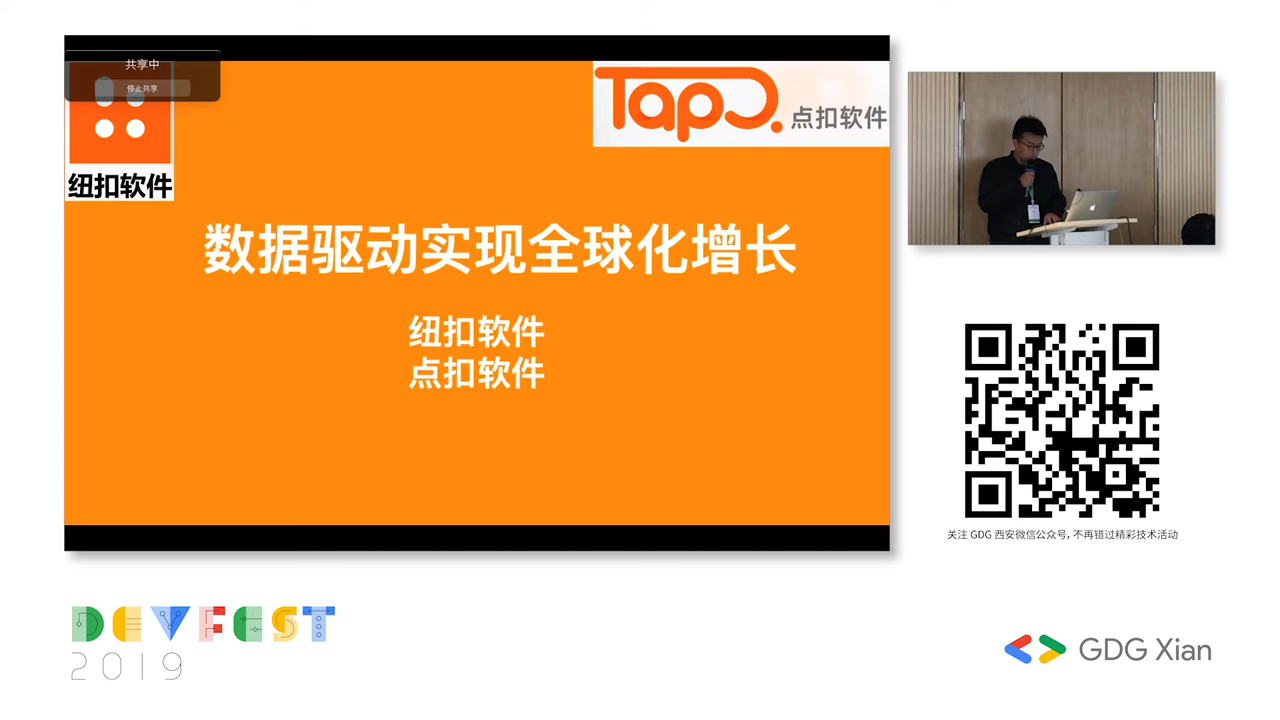 共享中
停止共享
纽扣软件
TapQ.
点扣软件
数据驱动实现全球化增长
纽扣软件
点扣软件
关注 GDG 西安微信公众号, 不再错过精彩技术活动
DEVFEST
2019
GDG Xian